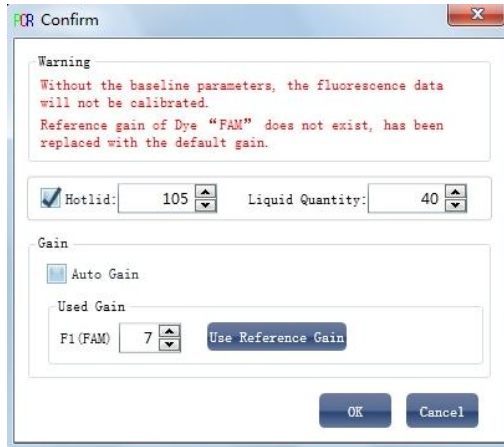 PCR Confirm
X
Warning
Without the baseline parameters, the fluorescence data
will not be calibrated.
Reference gain of Dye “FAM” does not exist, has been
replaced with the default gain.
Hotlid: 105 Liquid Quantity: 40
Gain
Auto Gain
Used Gain
F1(FAM) 7 Use Reference Gain
OK Cancel